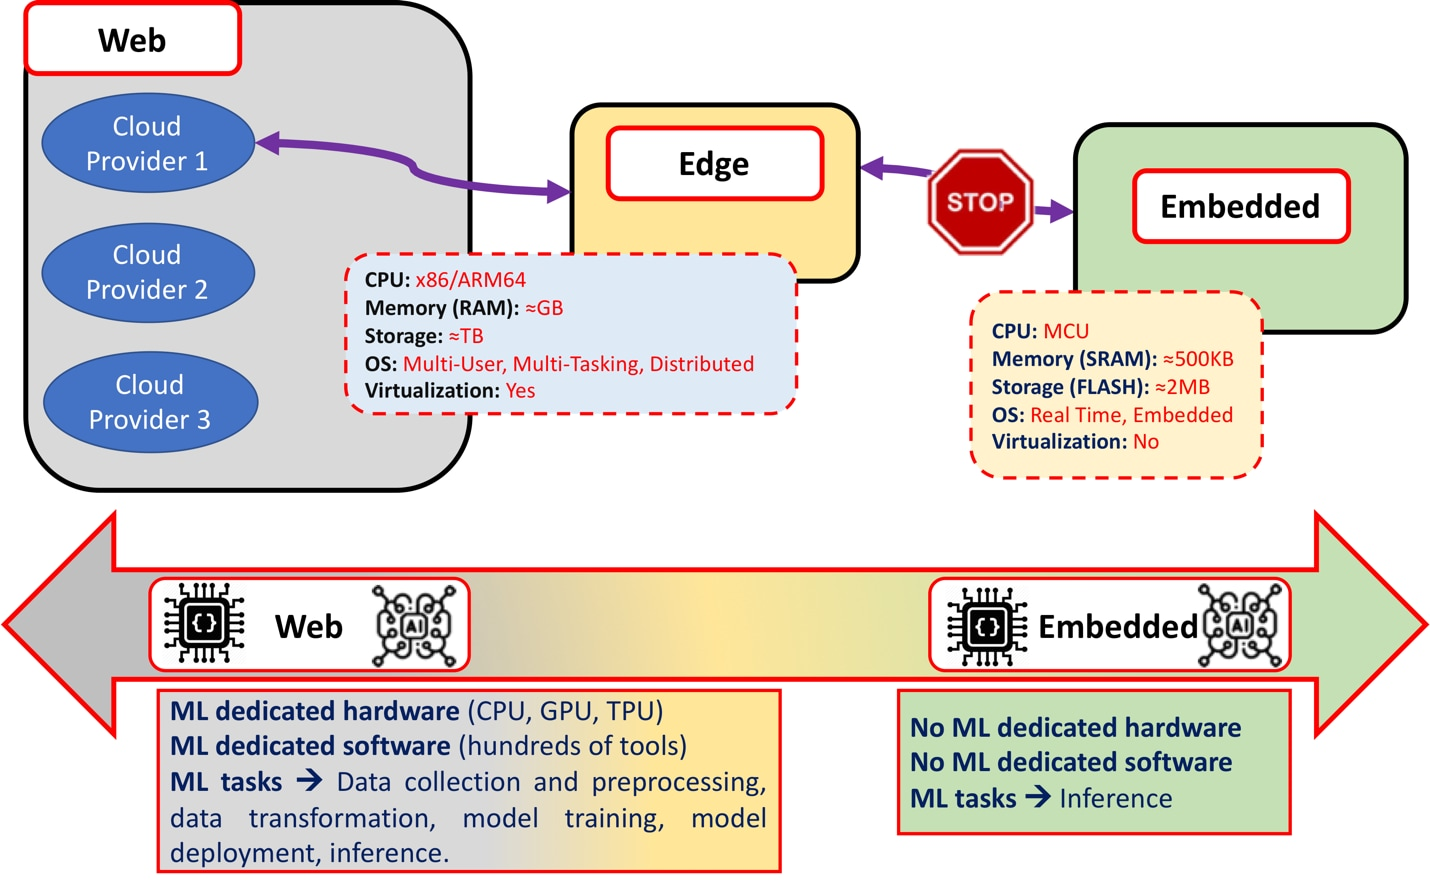 Web
Cloud
Provider 1
Cloud
Provider 2
Cloud
Provider 3
Edge
STOP
Embedded
CPU: x86/ARM64
Memory (RAM): ≈GB
Storage: ≈TB
OS: Multi-User, Multi-Tasking, Distributed
Virtualization: Yes
CPU: MCU
Memory (SRAM): ≈500KB
Storage (FLASH): ≈2MB
OS: Real Time, Embedded
Virtualization: No
{} Web AI
{} Embedded AI
ML dedicated hardware (CPU, GPU, TPU)
ML dedicated software (hundreds of tools)
ML tasks → Data collection and preprocessing,
data transformation, model training, model
deployment, inference.
No ML dedicated hardware
No ML dedicated software
ML tasks → Inference